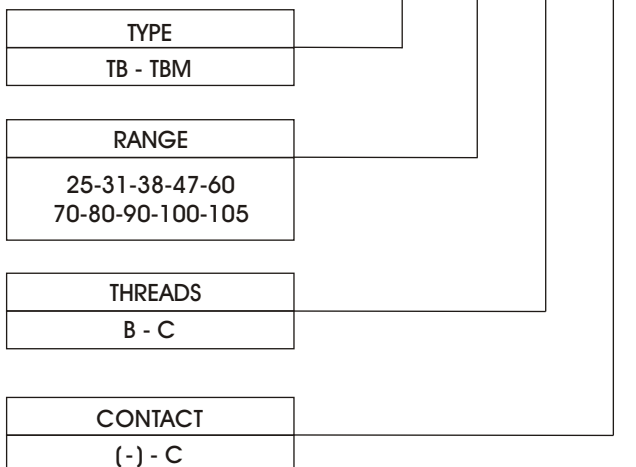 TYPE
TB - TBM
RANGE
25-31-38-47-60
70-80-90-100-105
THREADS
B - C
CONTACT
(-) - C